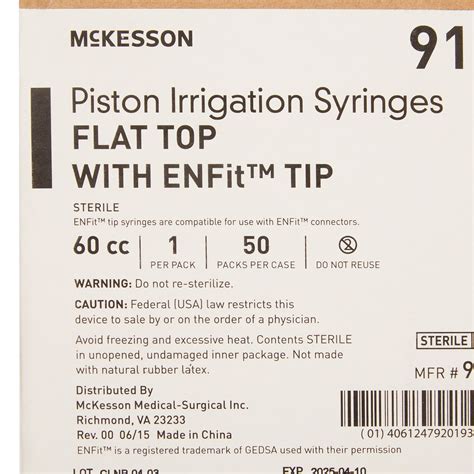 McKESSON
91
Piston Irrigation Syringes
FLAT TOP
WITH ENFit™ TIP
STERILE
ENFit™ tip syringes are compatible for use with ENFit™ connectors.
60 cc
1
PER PACK
50
PACKS PER CASE
DO NOT REUSE
WARNING: Do not re-sterilize.
CAUTION: Federal (USA) law restricts this
device to sale by or on the order of a physician.
Avoid freezing and excessive heat. Contents STERILE
in unopened, undamaged inner package. Not made
with natural rubber latex.
STERILE
MFR # 9
Distributed By
McKesson Medical-Surgical Inc.
Richmond, VA 23233
Rev. 00 06/15 Made in China
ENFit™ is a registered trademark of GEDSA used with their permission
(01) 4061247920193
LOT CLNB 04-03
EXP 2025-04-10